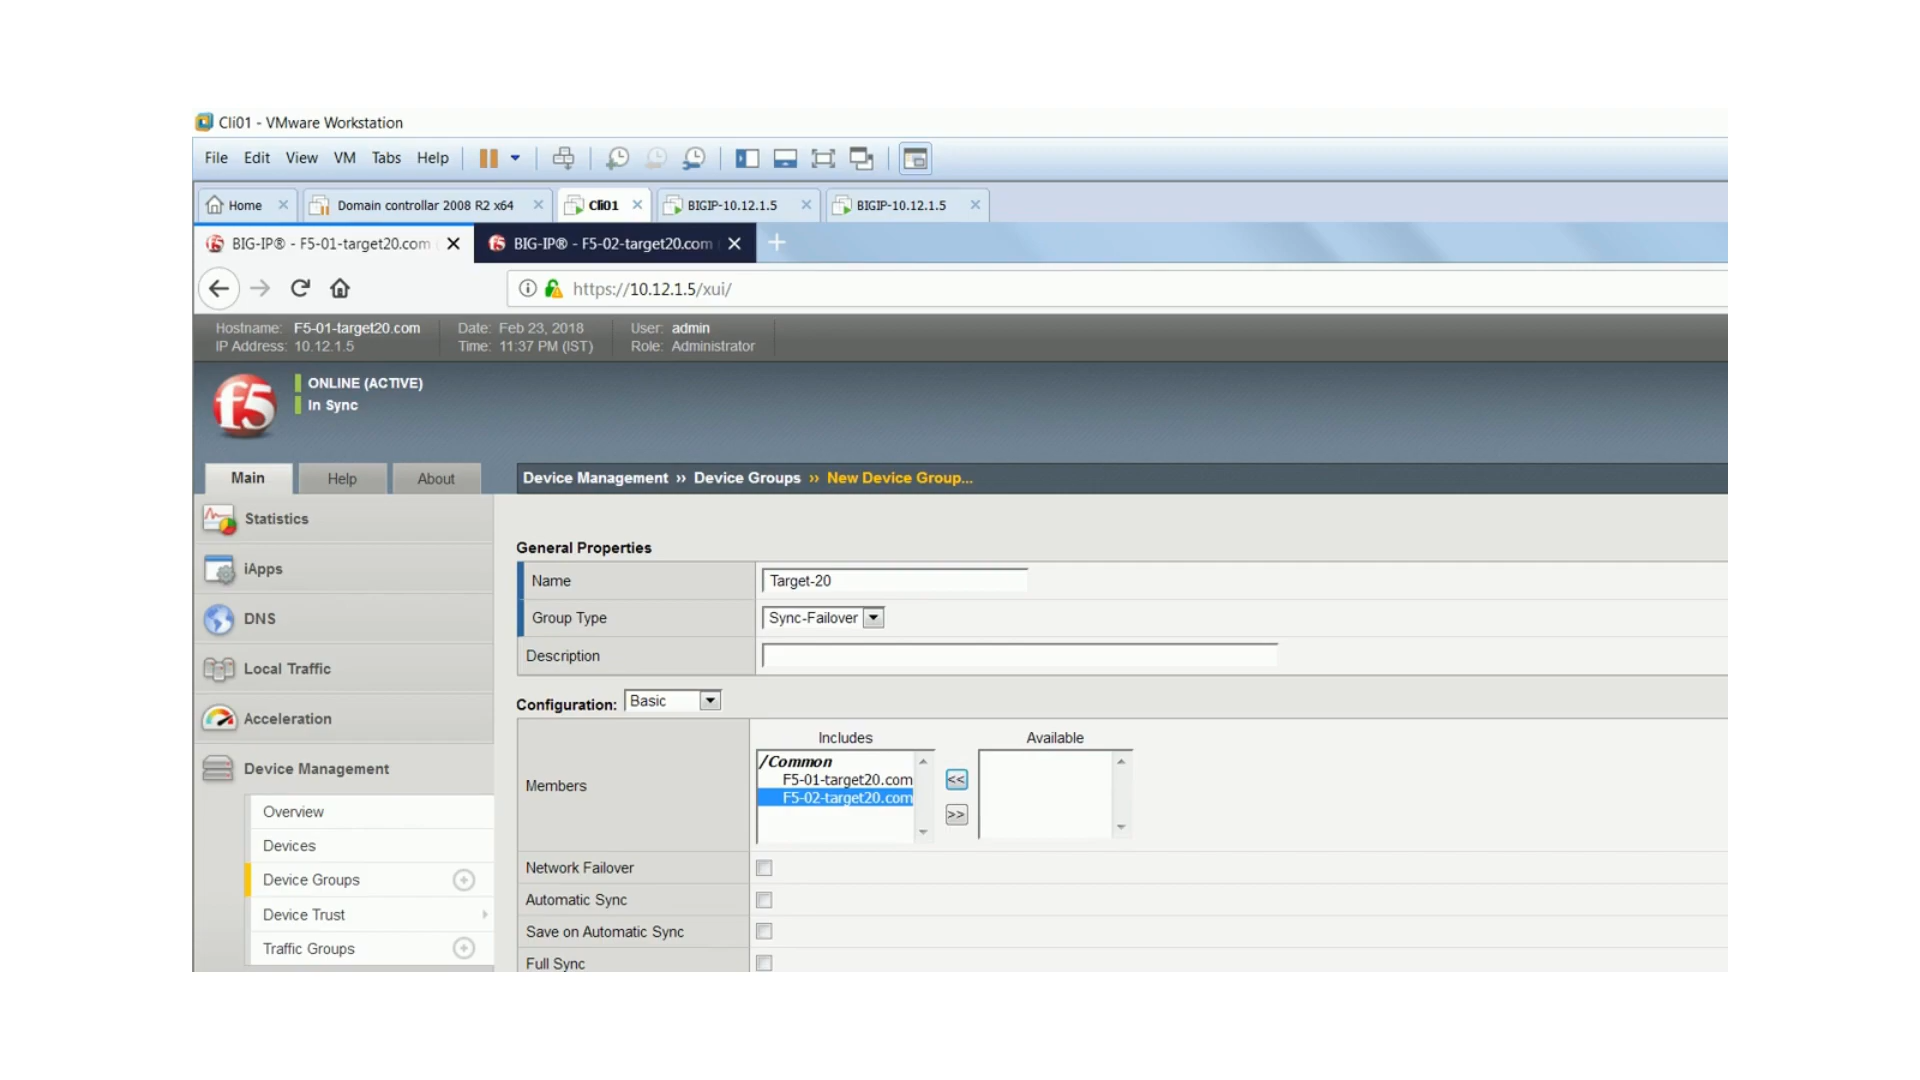 Cli01 - VMware Workstation
File Edit View VM Tabs Help
Home Domain controllar 2008 R2 x64 Cli01 BIGIP-10.12.1.5 BIGIP-10.12.1.5
BIG-IP® - F5-01-target20.com BIG-IP® - F5-02-target20.com
https://10.12.1.5/xui/
Hostname: F5-01-target20.com Date: Feb 23, 2018 User: admin
IP Address: 10.12.1.5 Time: 11:37 PM (IST) Role: Administrator
f5
ONLINE (ACTIVE)
In Sync
Main Help About
Device Management ›› Device Groups ›› New Device Group...
Statistics
iApps
DNS
Local Traffic
Acceleration
Device Management
Overview
Devices
Device Groups
Device Trust
Traffic Groups
General Properties
Name Target-20
Group Type Sync-Failover
Description
Configuration: Basic
Includes Available
Members
/Common
F5-01-target20.com
F5-02-target20.com
<<
>>
Network Failover
Automatic Sync
Save on Automatic Sync
Full Sync